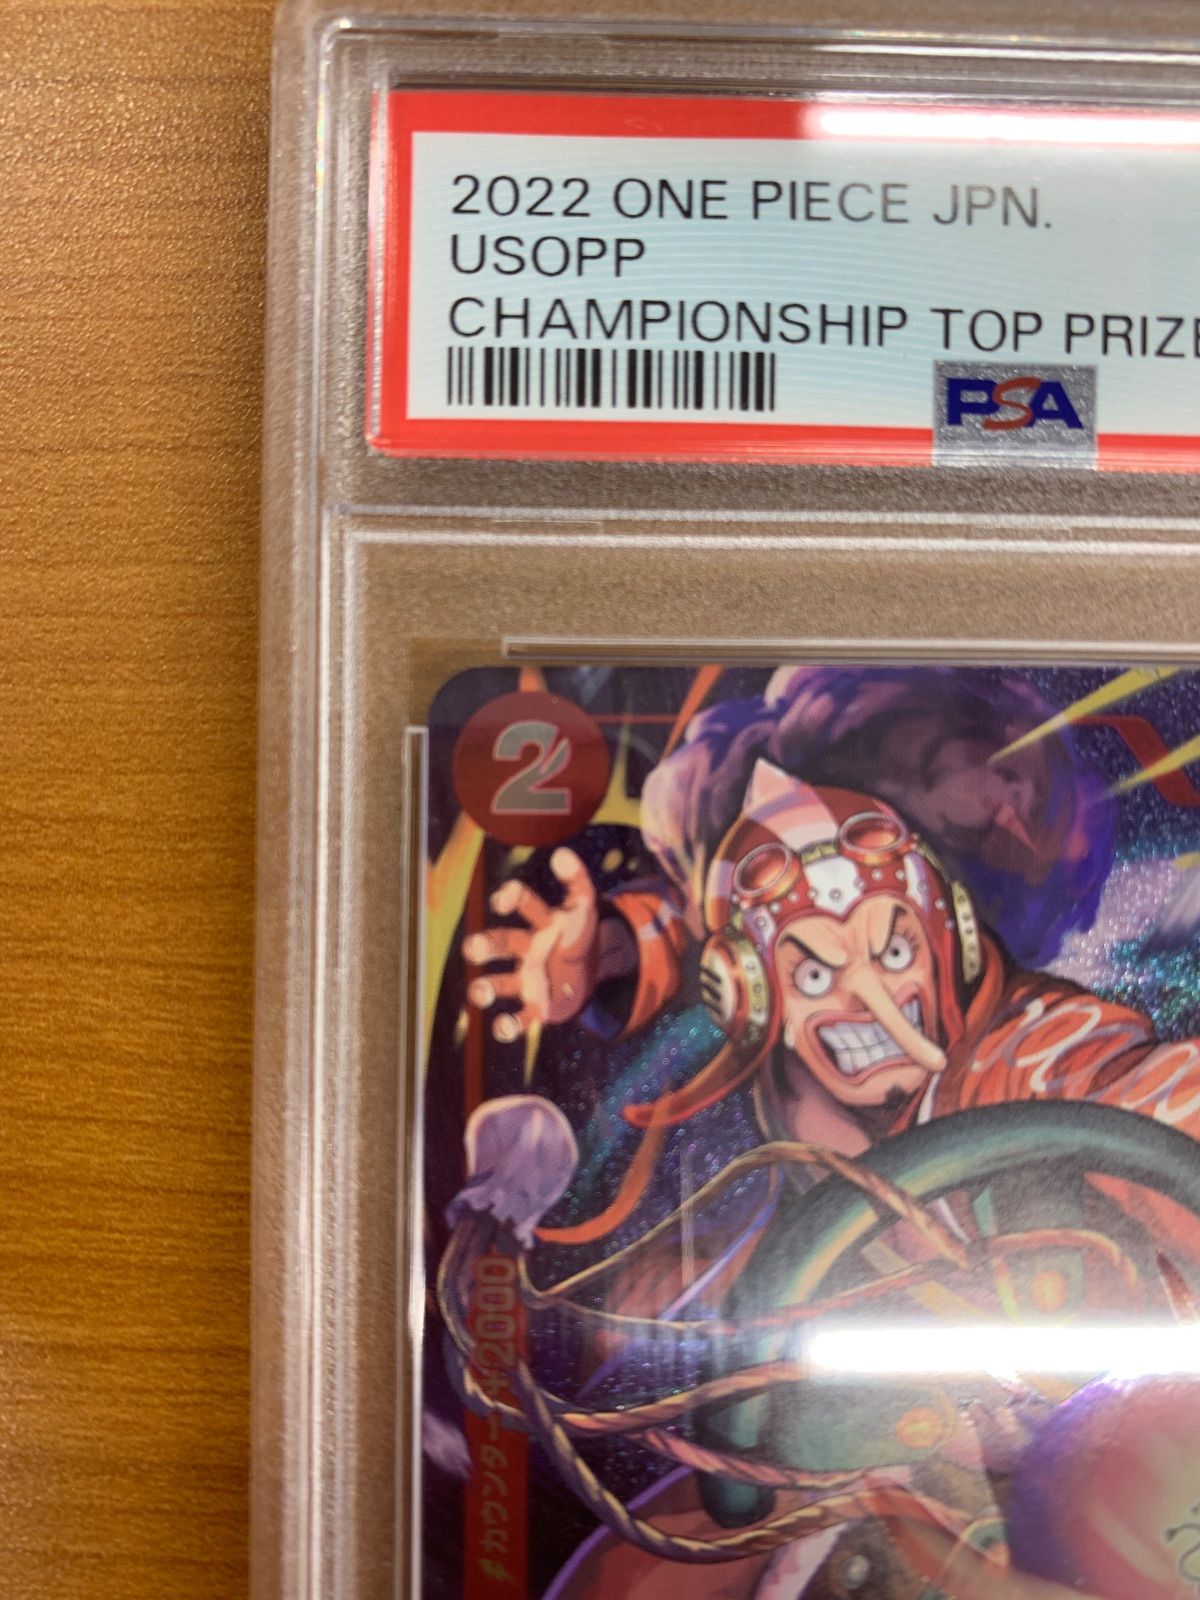 2022 ONE PIECE JPN.
USOPP
CHAMPIONSHIP TOP PRIZE
PSA
2
カウンター+2000